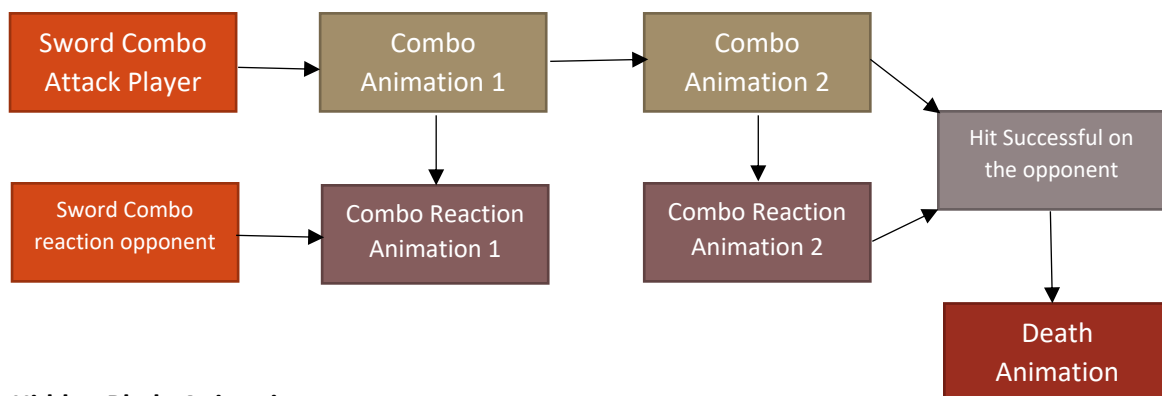 Sword Combo
Attack Player
Combo
Animation 1
Combo
Animation 2
Hit Successful on
the opponent
Sword Combo
reaction opponent
Combo Reaction
Animation 1
Combo Reaction
Animation 2
Death
Animation